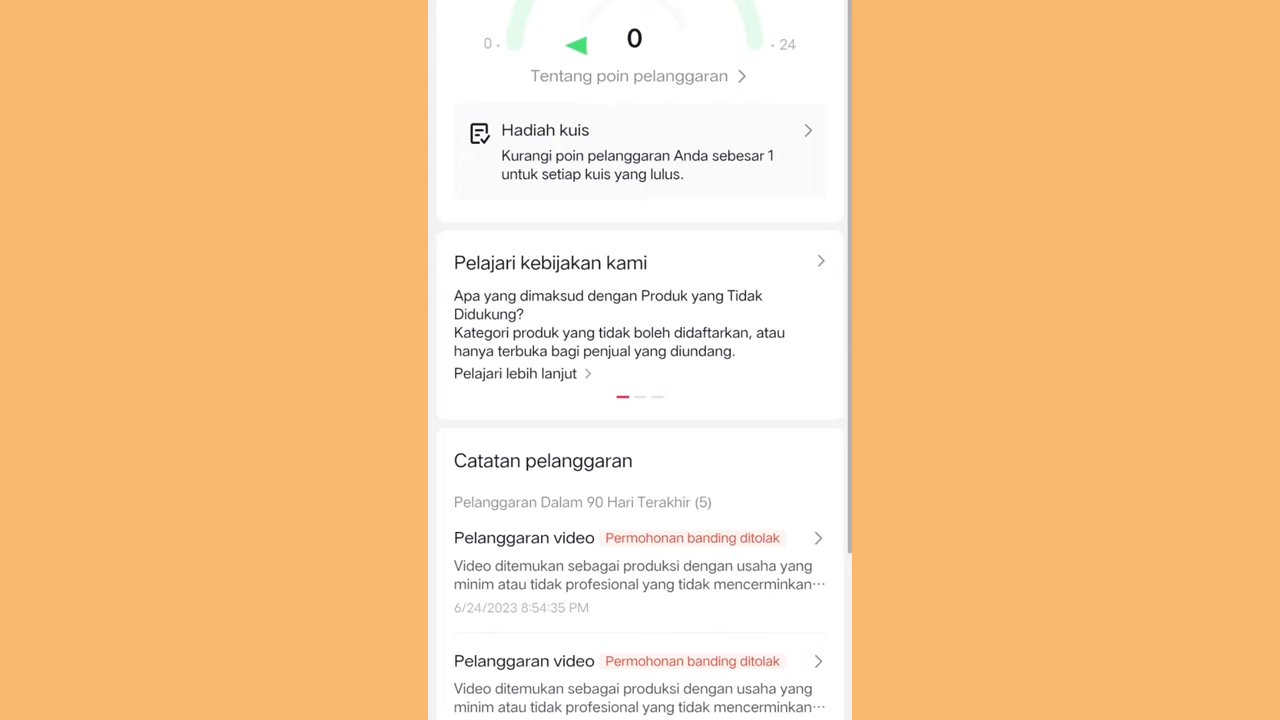 0
0
24
Tentang poin pelanggaran
Hadiah kuis
Kurangi poin pelanggaran Anda sebesar 1
untuk setiap kuis yang lulus.
Pelajari kebijakan kami
Apa yang dimaksud dengan Produk yang Tidak
Didukung?
Kategori produk yang tidak boleh didaftarkan, atau
hanya terbuka bagi penjual yang diundang.
Pelajari lebih lanjut
Catatan pelanggaran
Pelanggaran Dalam 90 Hari Terakhir (5)
Pelanggaran video Permohonan banding ditolak
Video ditemukan sebagai produksi dengan usaha yang
minim atau tidak profesional yang tidak mencerminkan···
6/24/2023 8:54:35 PM
Pelanggaran video Permohonan banding ditolak
Video ditemukan sebagai produksi dengan usaha yang
minim atau tidak profesional yang tidak mencerminkan···